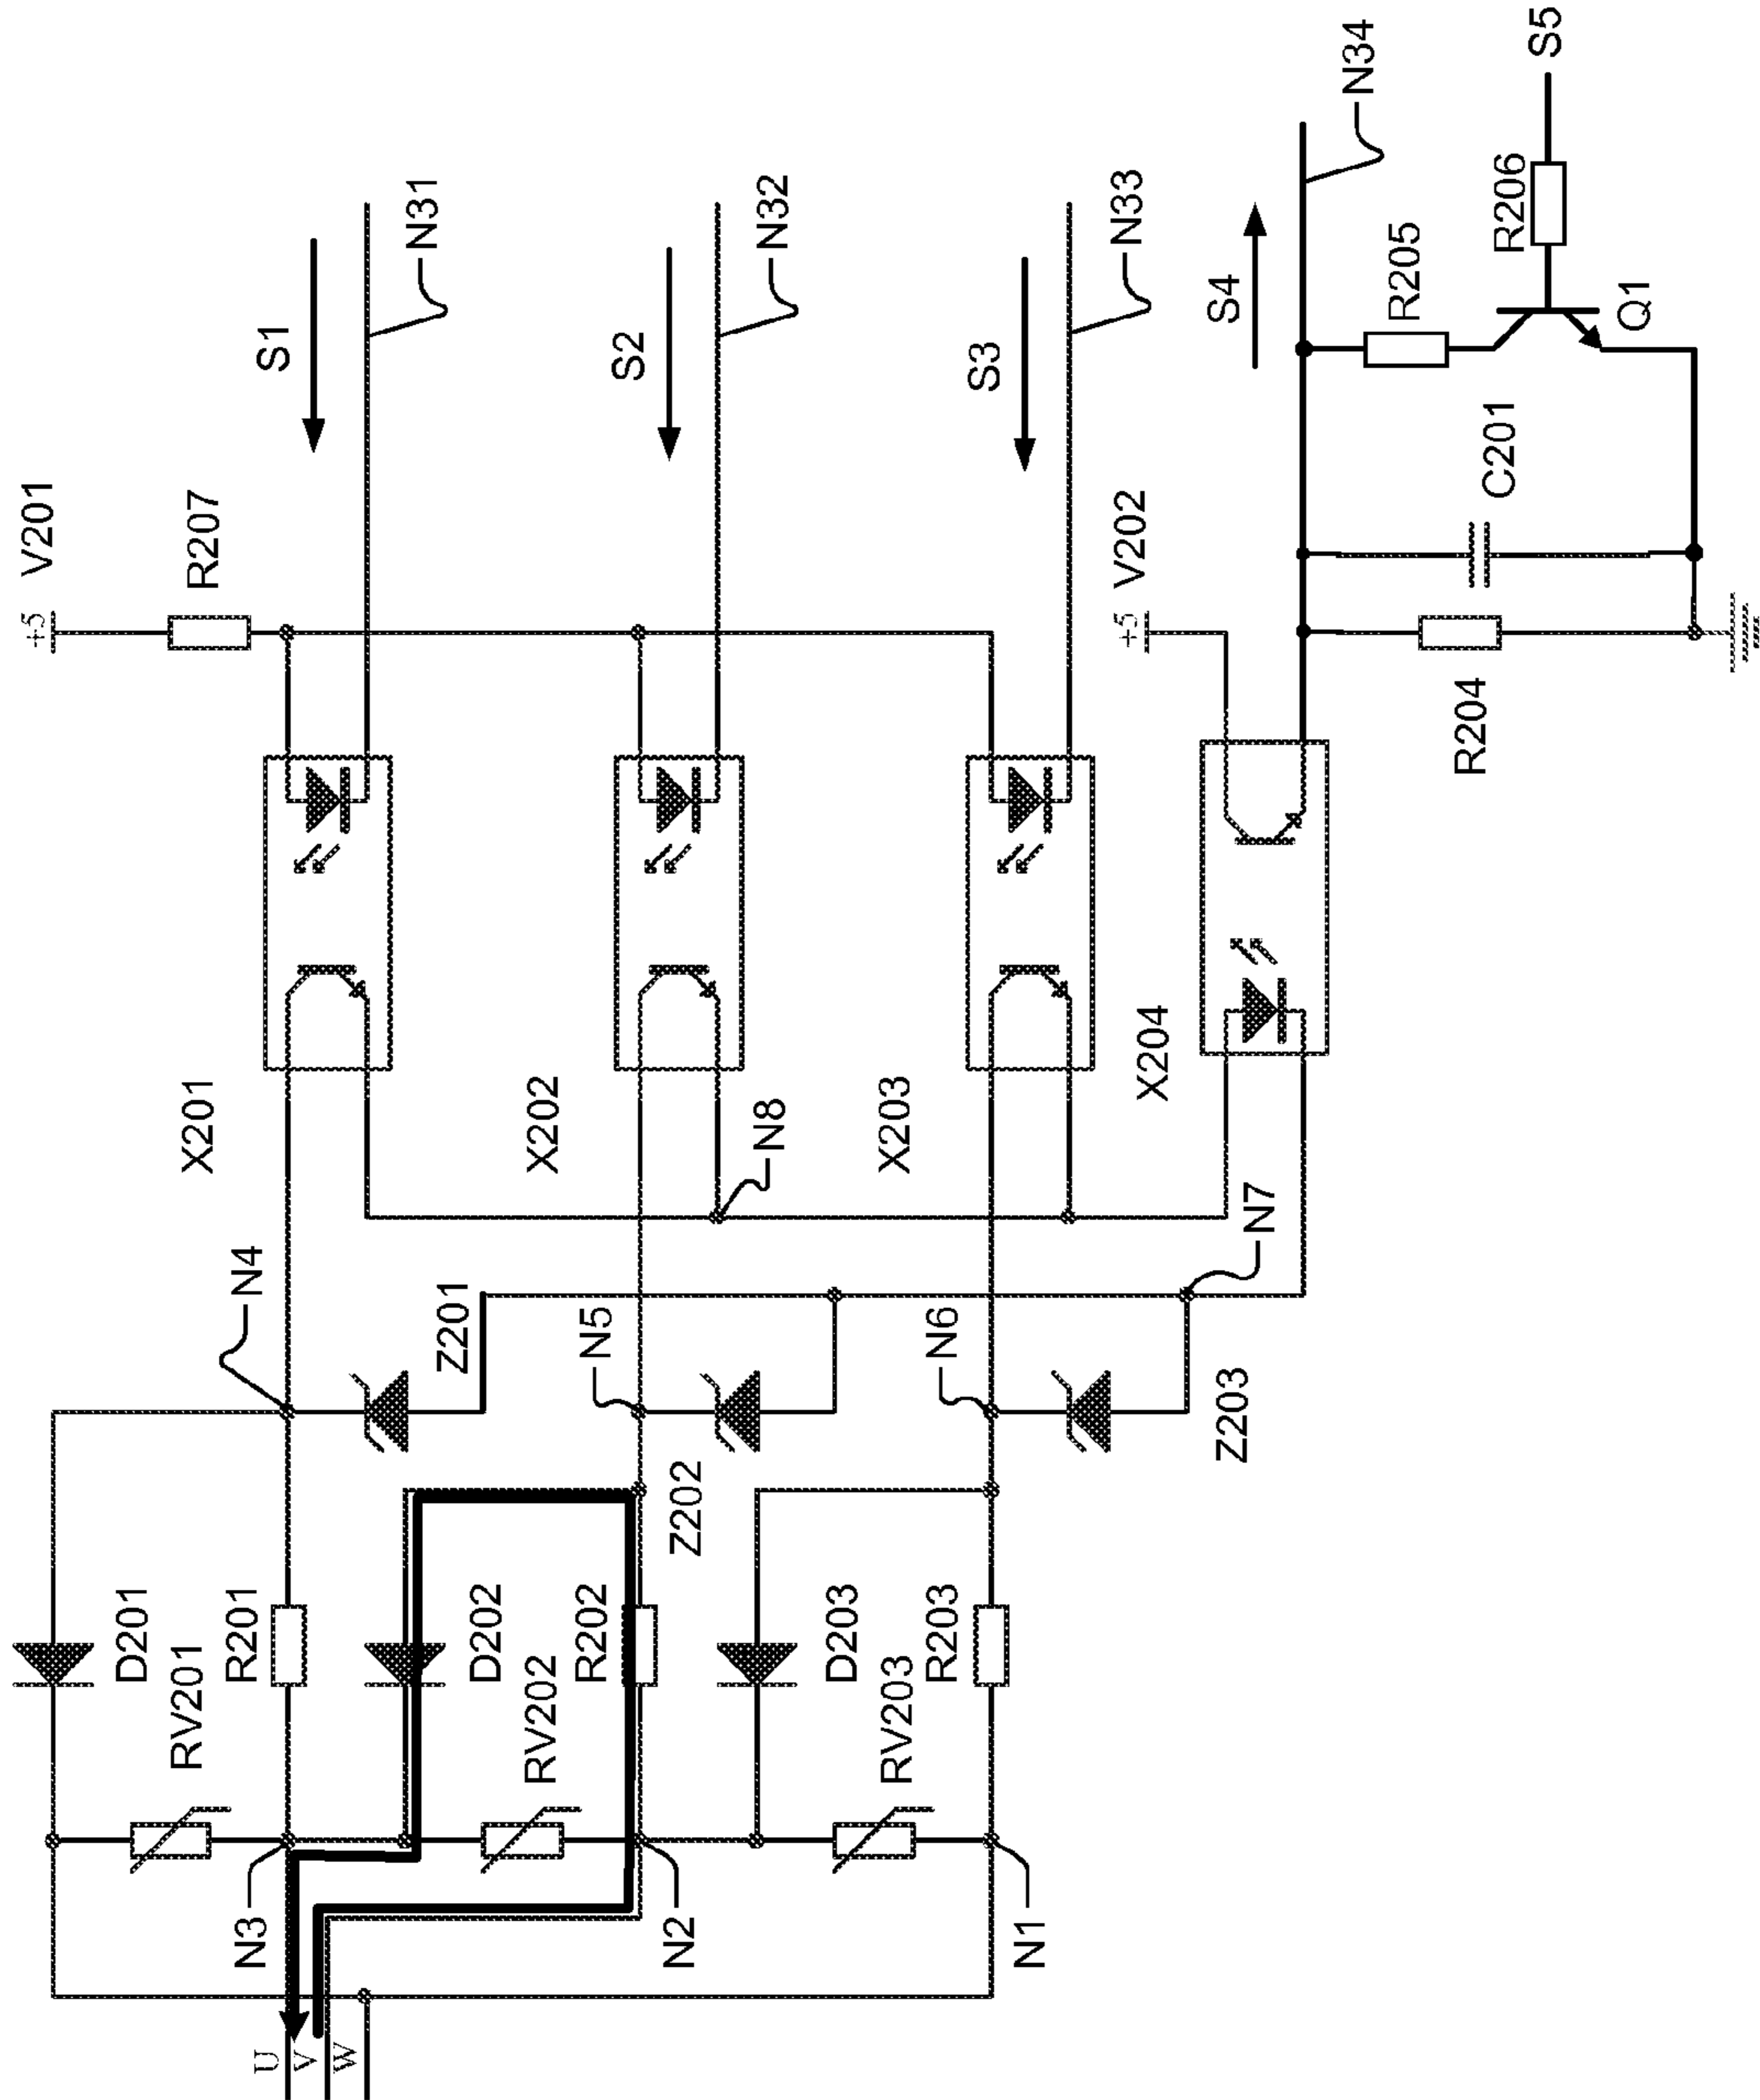 V201
+5
R207
S1
N31
S2
N32
S3
N33
V202
+5
S4
N34
R205
R206
S5
Q1
C201
R204
X201
X202
X203
X204
N8
N7
N4
Z201
N5
Z202
N6
Z203
D201
RV201
R201
D202
RV202
R202
D203
RV203
R203
N3
N2
N1
U
V
W